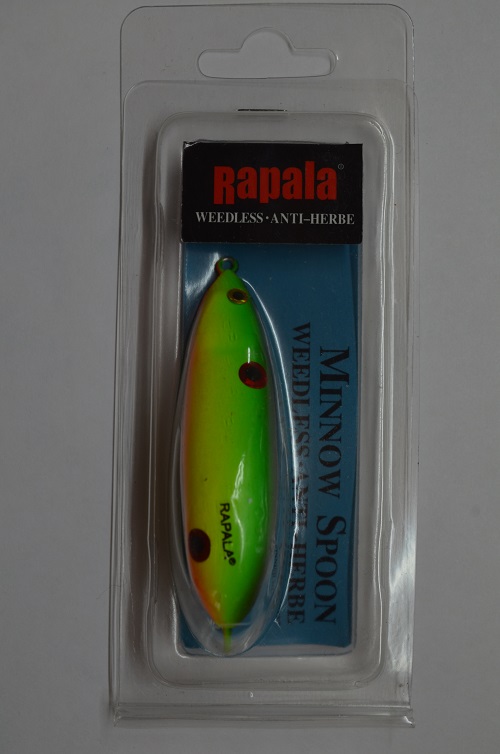 Rapala®
WEEDLESS·ANTI-HERBE
MINNOW SPOON
WEEDLESS·ANTI-HERBE
RAPALA®